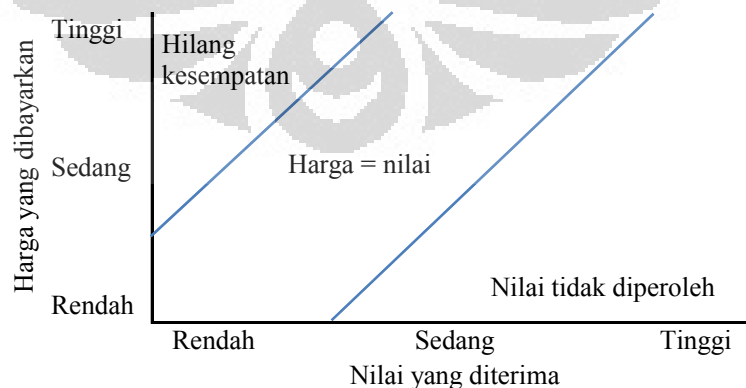 Tinggi
Hilang
kesempatan
Harga yang dibayarkan
Sedang
Harga = nilai
Rendah
Nilai tidak diperoleh
Rendah
Sedang
Tinggi
Nilai yang diterima